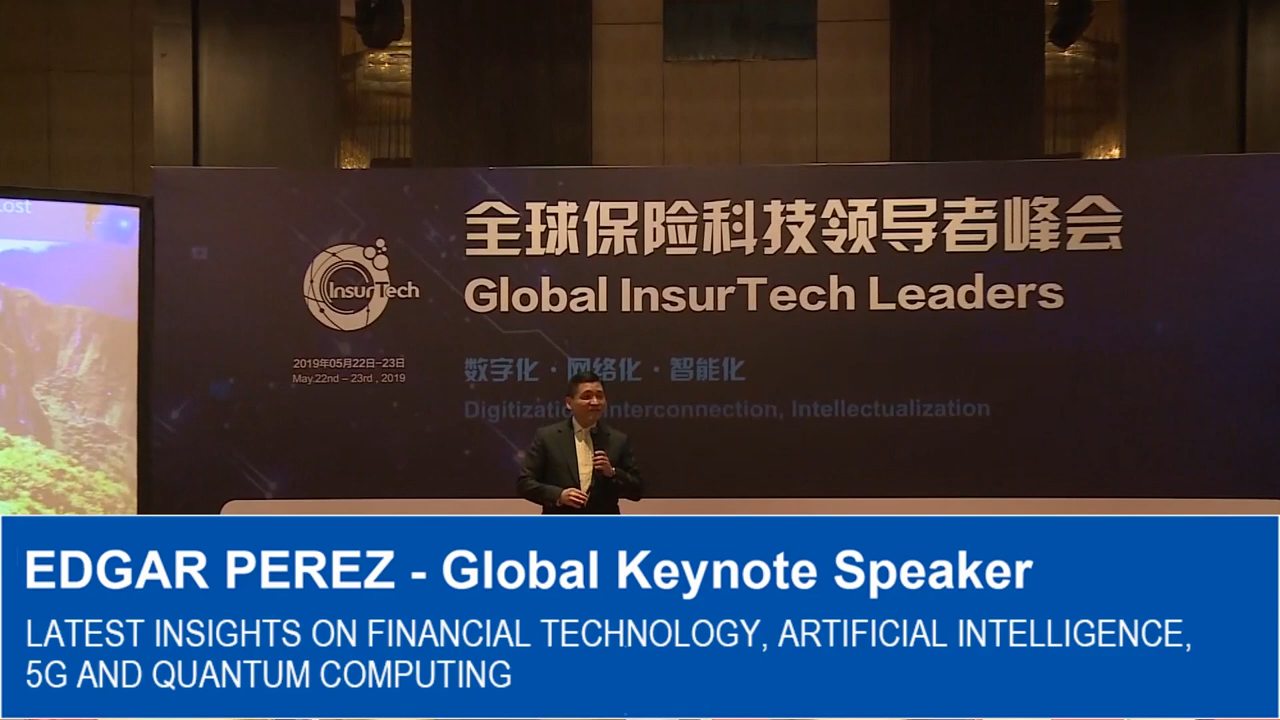 Lost
全球保险科技领导者峰会
InsurTech
Global InsurTech Leaders
2019年05月22日-23日
May.22nd – 23rd , 2019
数字化 · 网络化 · 智能化
Interconnection, Intellectualization
EDGAR PEREZ - Global Keynote Speaker
LATEST INSIGHTS ON FINANCIAL TECHNOLOGY, ARTIFICIAL INTELLIGENCE,
5G AND QUANTUM COMPUTING